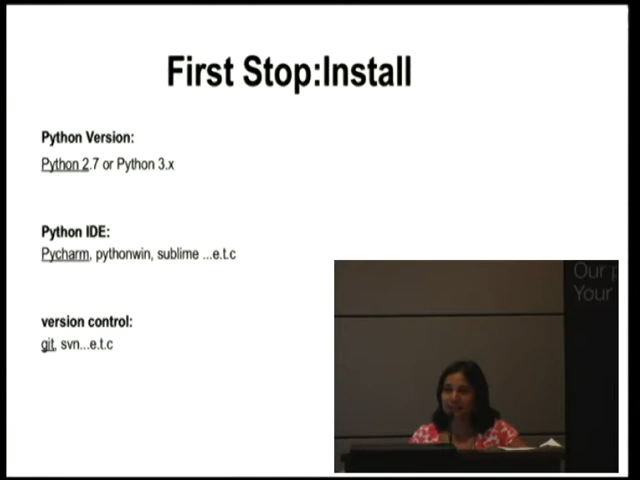 First Stop:Install
Python Version:
Python 2.7 or Python 3.x
Python IDE:
Pycharm, pythonwin, sublime ...e.t.c
version control:
git, svn...e.t.c
Our
Your